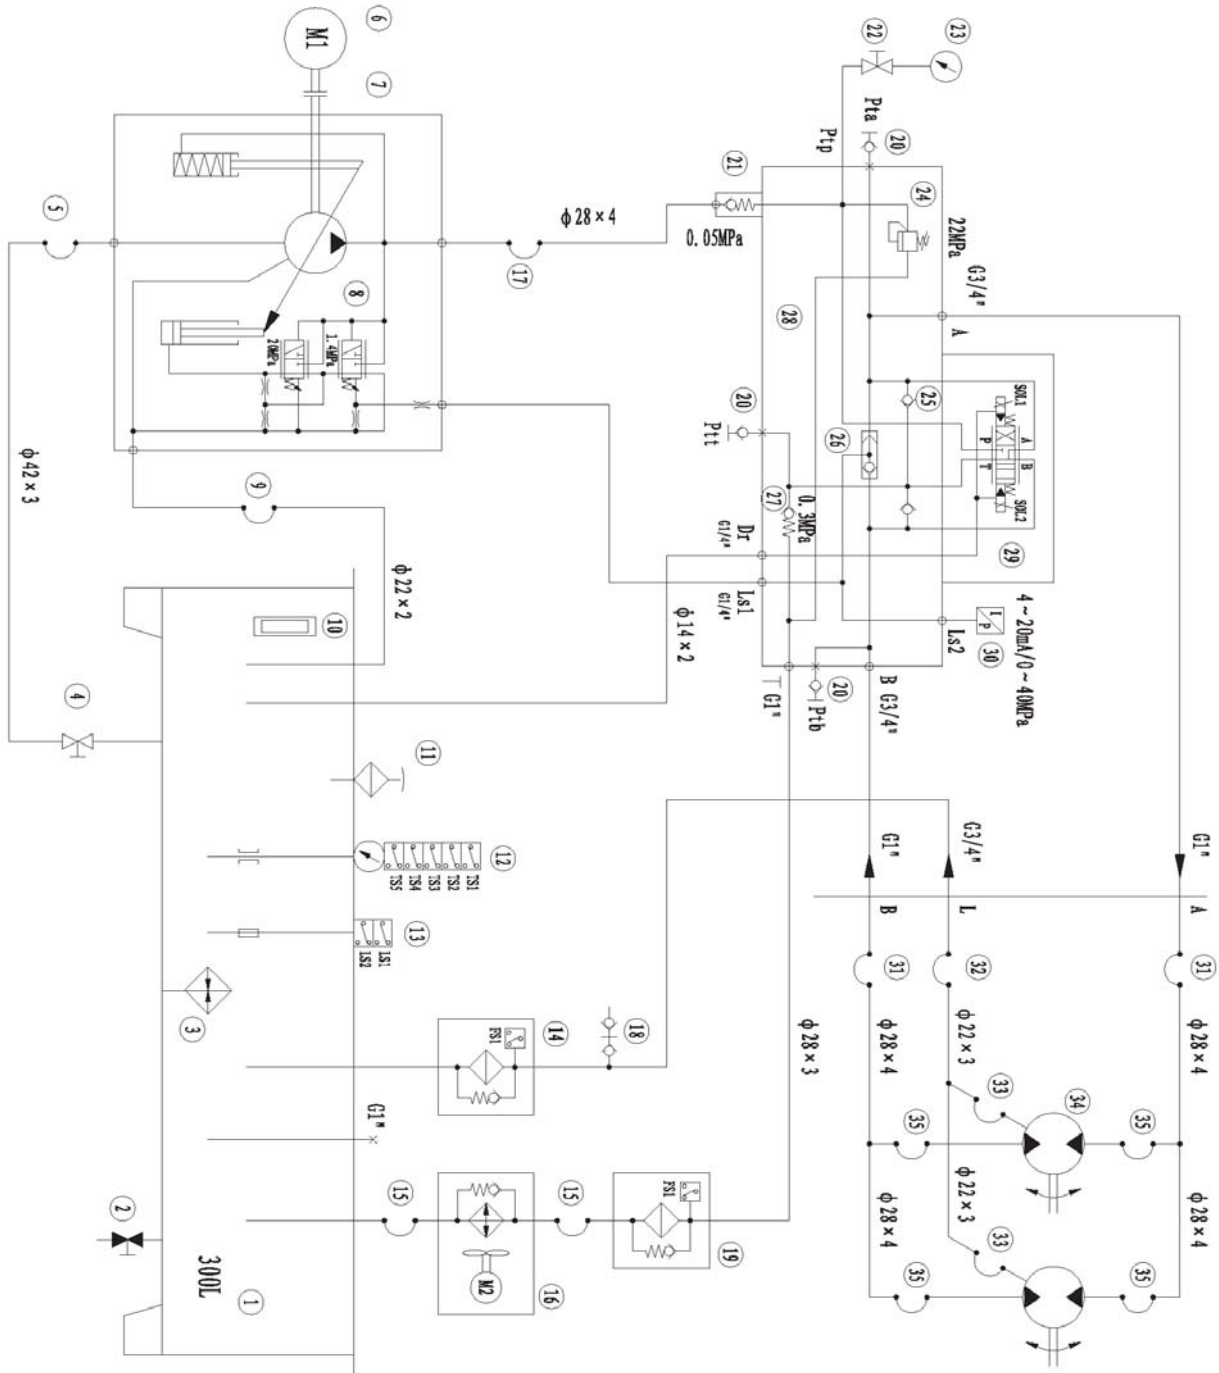 6
M1
7
5
8
20MPa
1.4MPa
17
φ28×4
φ42×3
9
φ22×2
22
23
Pta
20
Ptp
21
24
0.05MPa
22MPa
G3/4"
A
28
25
SOL1
P
A
T
B
SOL2
20
Ptt
26
27
0.3MPa
Dr
G1/4"
29
Ls1
G1/4"
φ14×2
I
P
30
Ls2
4~20mA/0~40MPa
T G1"
20
Ptb
B G3/4"
10
4
11
12
TS5
TS4
TS3
TS2
TS1
13
LS2
LS1
3
14
FS1
18
G1"
2
300L
1
15
M2
16
15
FS1
19
φ28×3
G1"
G3/4"
G1"
B
L
A
31
32
31
φ28×4
φ22×3
φ28×4
33
34
35
35
φ28×4
φ22×3
φ28×4
33
35
35